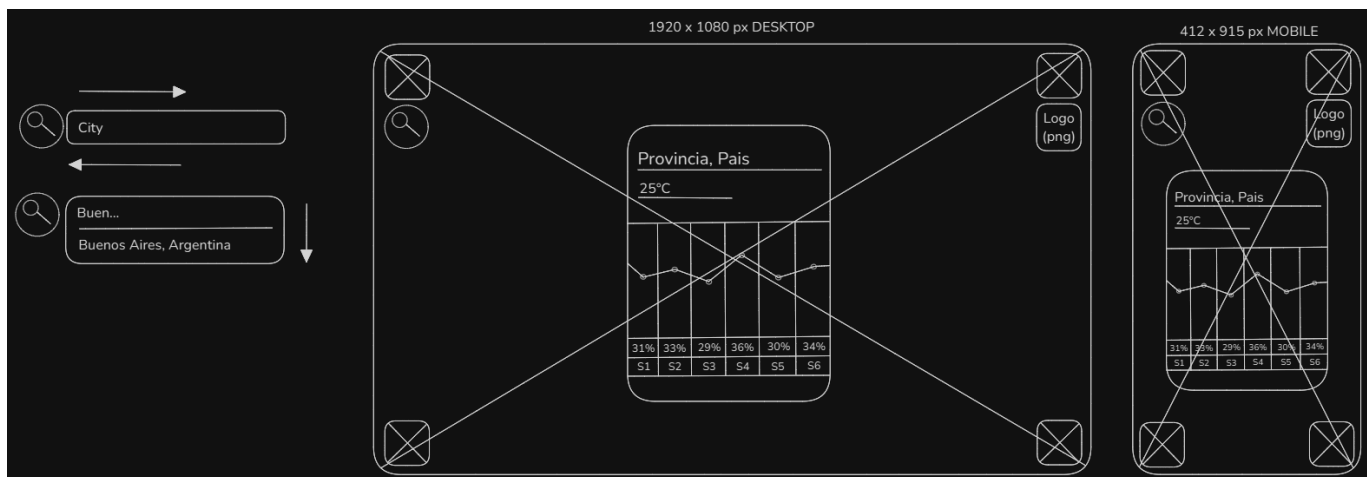 1920 x 1080 px DESKTOP
412 x 915 px MOBILE
City
Buen...
Buenos Aires, Argentina
Logo
(png)
Provincia, Pais
25°C
31% 33% 29% 36% 30% 34%
S1 S2 S3 S4 S5 S6
Logo
(png)
Provincia, Pais
25°C
31% 33% 29% 36% 30% 34%
S1 S2 S3 S4 S5 S6